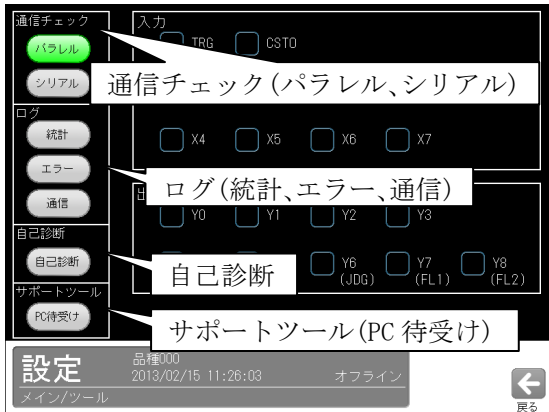 通信チェック
パラレル
シリアル
ログ
統計
エラー
通信
自己診断
自己診断
サポートツール
PC待受け
入力
TRG CSTO
通信チェック(パラレル、シリアル)
X4 X5 X6 X7
ログ(統計、エラー、通信)
Y0 Y1 Y2 Y3
自己診断
Y6 Y7 Y8
(JDG) (FL1) (FL2)
サポートツール(PC 待受け)
設定
品種000
2013/02/15 11:26:03 オフライン
メイン/ツール
戻る